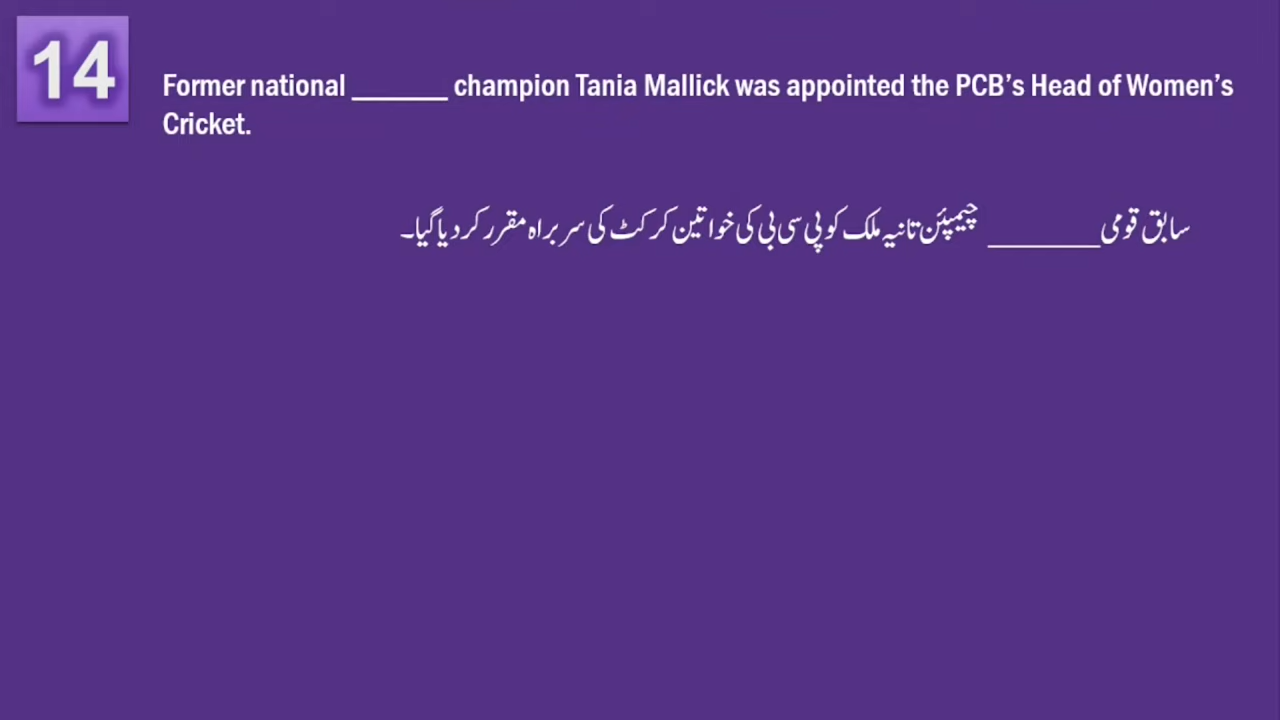 14
Former national _______ champion Tania Mallick was appointed the PCB’s Head of Women’s
Cricket.
سابق قومی ________ چیمپئن تانیہ ملک کو پی سی بی کی خواتین کرکٹ کی سربراہ مقرر کر دیا گیا۔